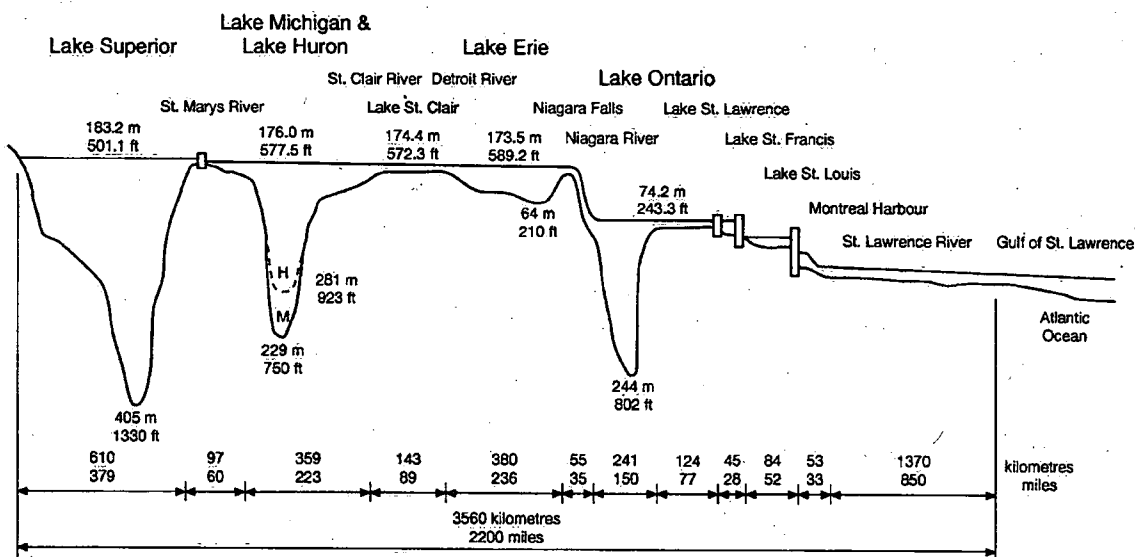 Lake Superior
Lake Michigan &
Lake Huron
Lake Erie
Lake Ontario
St. Marys River
St. Clair River
Lake St. Clair
Detroit River
Niagara Falls
Niagara River
Lake St. Lawrence
Lake St. Francis
Lake St. Louis
Montreal Harbour
St. Lawrence River
Gulf of St. Lawrence
183.2 m
501.1 ft
176.0 m
577.5 ft
174.4 m
572.3 ft
173.5 m
589.2 ft
74.2 m
243.3 ft
64 m
210 ft
H
M
281 m
923 ft
229 m
750 ft
405 m
1330 ft
244 m
802 ft
Atlantic
Ocean
610 97 359 143 380 55 241 124 45 84 53 1370 kilometres
379 60 223 89 236 35 150 77 28 52 33 850 miles
3560 kilometres
2200 miles